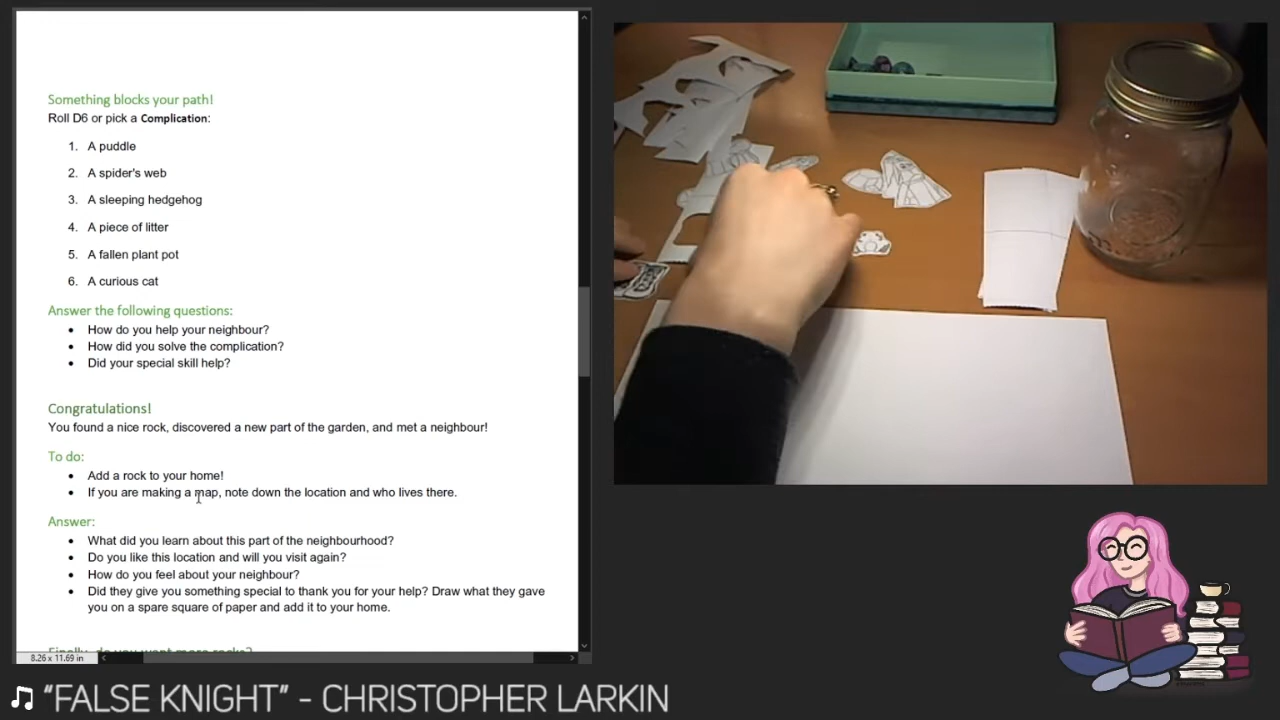 Something blocks your path!
Roll D6 or pick a Complication:
1. A puddle
2. A spider's web
3. A sleeping hedgehog
4. A piece of litter
5. A fallen plant pot
6. A curious cat
Answer the following questions:
• How do you help your neighbour?
• How did you solve the complication?
• Did your special skill help?
Congratulations!
You found a nice rock, discovered a new part of the garden, and met a neighbour!
To do:
• Add a rock to your home!
• If you are making a map, note down the location and who lives there.
Answer:
• What did you learn about this part of the neighbourhood?
• Do you like this location and will you visit again?
• How do you feel about your neighbour?
• Did they give you something special to thank you for your help? Draw what they gave
you on a spare square of paper and add it to your home.
Finally, do you want more rocks?
8.26 x 11.69 in
♫ “FALSE KNIGHT” - CHRISTOPHER LARKIN